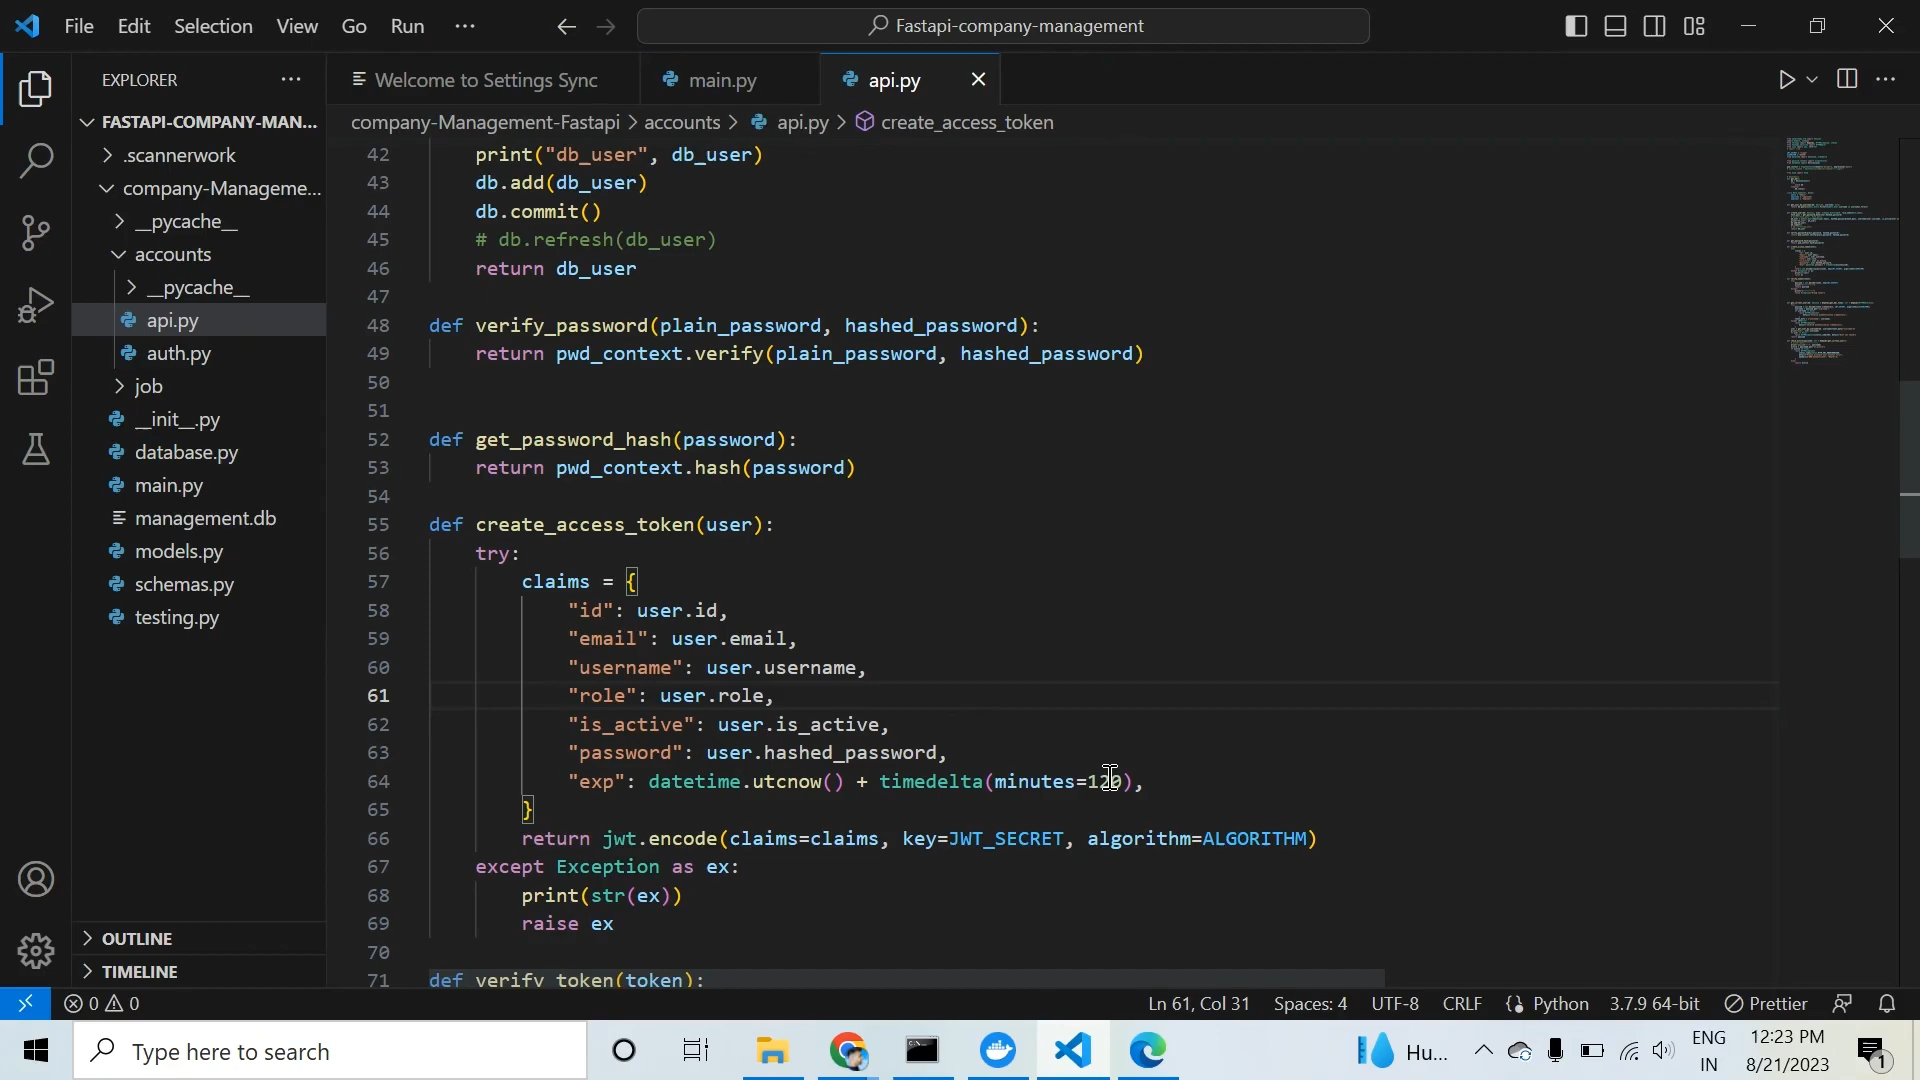 File Edit Selection View Go Run ···
Fastapi-company-management
EXPLORER ···
Welcome to Settings Sync
main.py
api.py
FASTAPI-COMPANY-MAN...
company-Management-Fastapi > accounts > api.py > create_access_token
.scannerwork
company-Manageme...
__pycache__
accounts
__pycache__
api.py
auth.py
job
__init__.py
database.py
main.py
management.db
models.py
schemas.py
testing.py
OUTLINE
TIMELINE
42 print("db_user", db_user)
43 db.add(db_user)
44 db.commit()
45 # db.refresh(db_user)
46 return db_user
47
48 def verify_password(plain_password, hashed_password):
49 return pwd_context.verify(plain_password, hashed_password)
50
51
52 def get_password_hash(password):
53 return pwd_context.hash(password)
54
55 def create_access_token(user):
56 try:
57 claims = {
58 "id": user.id,
59 "email": user.email,
60 "username": user.username,
61 "role": user.role,
62 "is_active": user.is_active,
63 "password": user.hashed_password,
64 "exp": datetime.utcnow() + timedelta(minutes=120),
65 }
66 return jwt.encode(claims=claims, key=JWT_SECRET, algorithm=ALGORITHM)
67 except Exception as ex:
68 print(str(ex))
69 raise ex
70
71 def verify_token(token):
0 0
Ln 61, Col 31 Spaces: 4 UTF-8 CRLF Python 3.7.9 64-bit Prettier
Type here to search
Hu...
ENG
IN
12:23 PM
8/21/2023
1